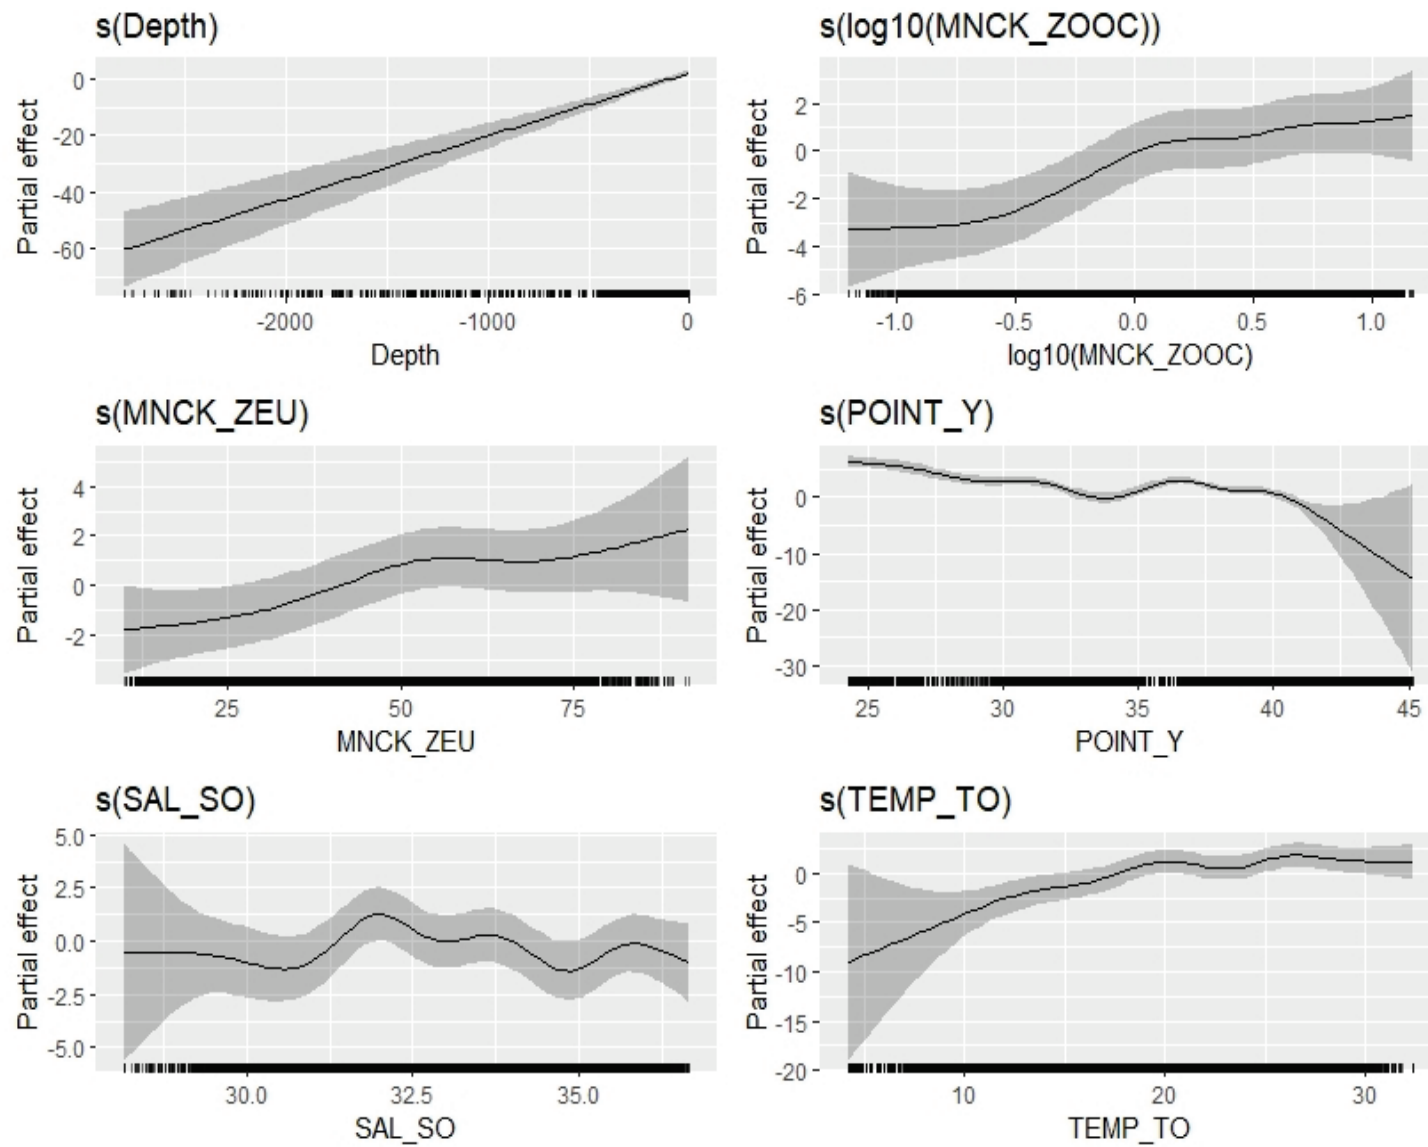 s(Depth)
Partial effect
0
-20
-40
-60
-2000
-1000
0
Depth
s(log10(MNCK_ZOOC))
Partial effect
2
0
-2
-4
-6
-1.0
-0.5
0.0
0.5
1.0
log10(MNCK_ZOOC)
s(MNCK_ZEU)
Partial effect
4
2
0
-2
25
50
75
MNCK_ZEU
s(POINT_Y)
Partial effect
0
-10
-20
-30
25
30
35
40
45
POINT_Y
s(SAL_SO)
Partial effect
5.0
2.5
0.0
-2.5
-5.0
30.0
32.5
35.0
SAL_SO
s(TEMP_TO)
Partial effect
0
-5
-10
-15
-20
10
20
30
TEMP_TO